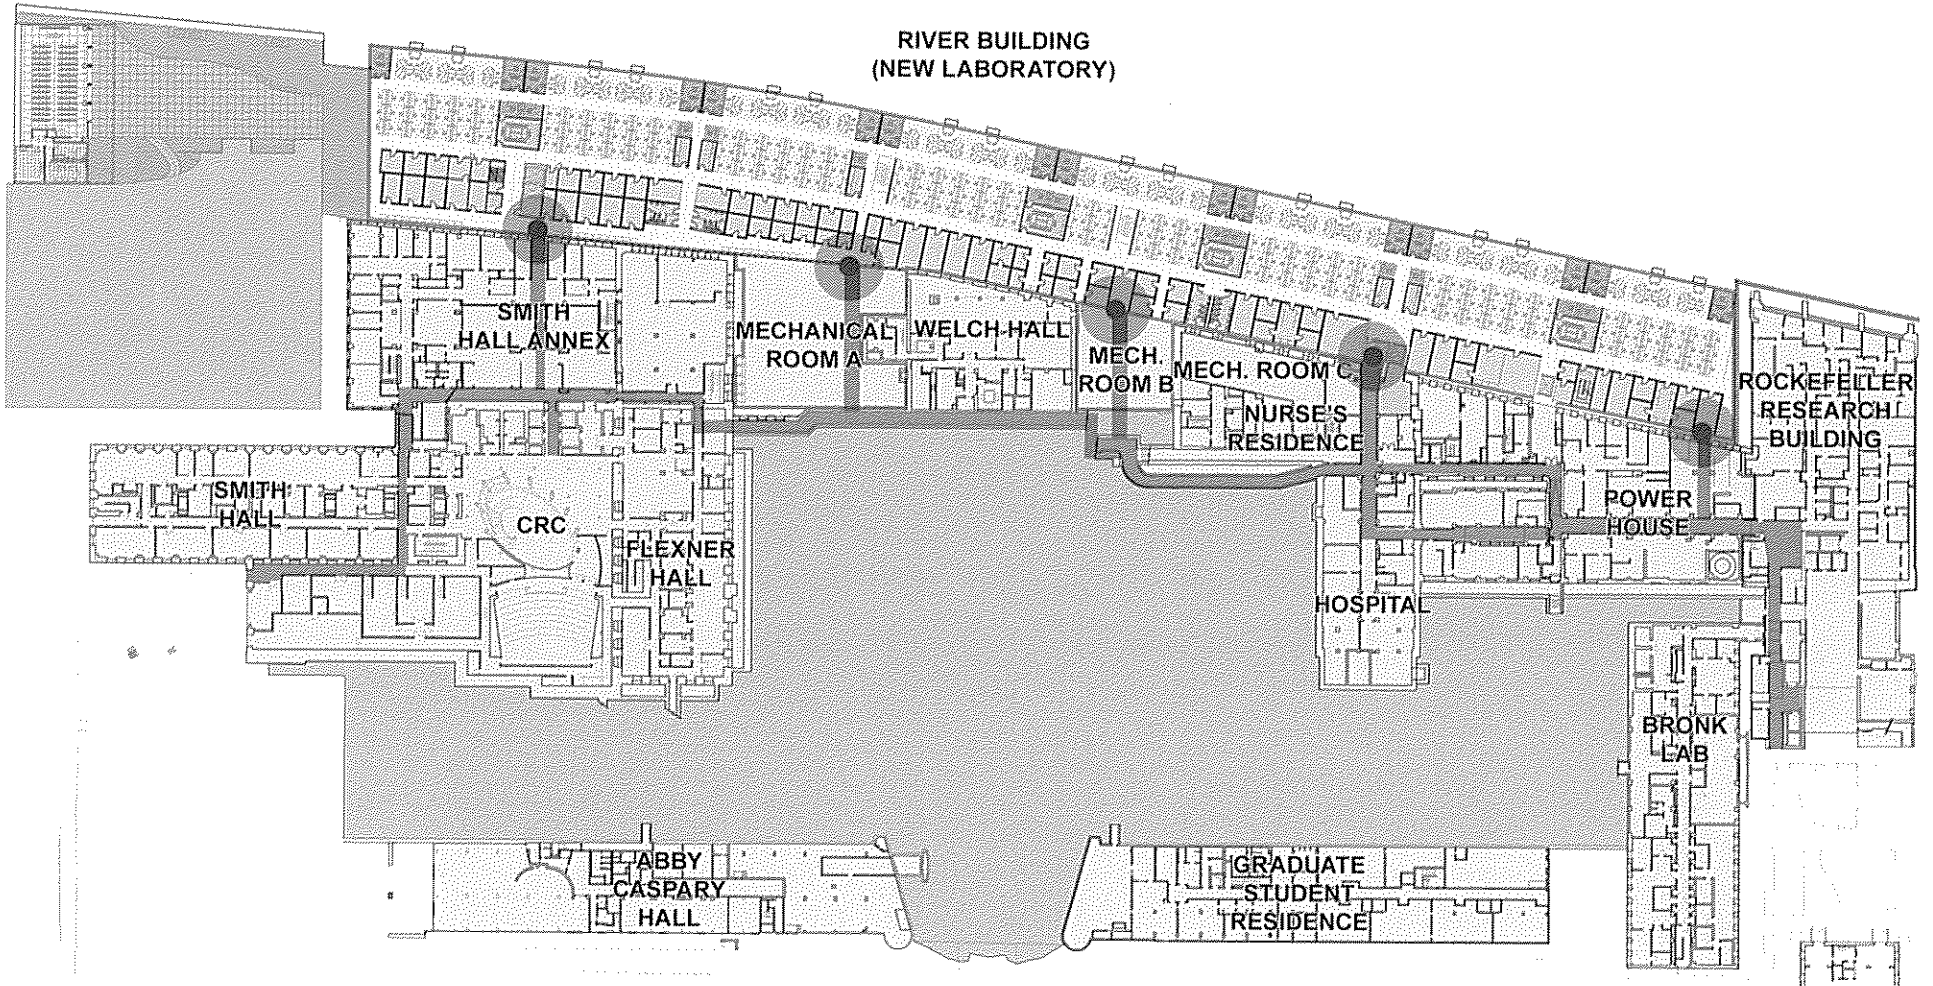 RIVER BUILDING
(NEW LABORATORY)
SMITH
HALL ANNEX
MECHANICAL
ROOM A
WELCH HALL
MECH.
ROOM B
MECH. ROOM C
NURSE'S
RESIDENCE
ROCKEFELLER
RESEARCH
BUILDING
SMITH
HALL
CRC
FLEXNER
HALL
POWER
HOUSE
HOSPITAL
BRONK
LAB
ABBY
CASPARY
HALL
GRADUATE
STUDENT
RESIDENCE